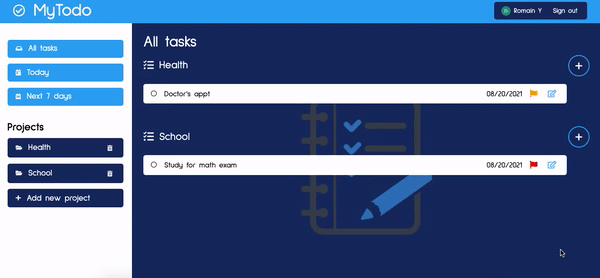 MyTodo
Romain Y Sign out
All tasks
Today
Next 7 days
Projects
Health
School
Add new project
All tasks
Health
Doctor's appt 08/20/2021
School
Study for math exam 08/20/2021